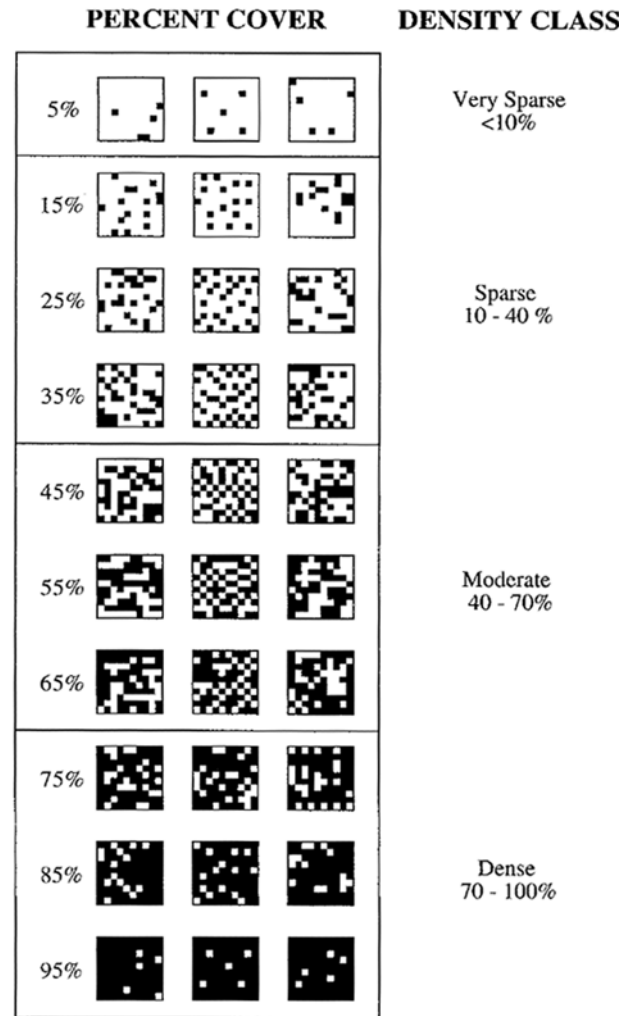 PERCENT COVER DENSITY CLASS
5%
Very Sparse
<10%
15%
25%
Sparse
10 - 40 %
35%
45%
55%
Moderate
40 - 70%
65%
75%
85%
Dense
70 - 100%
95%